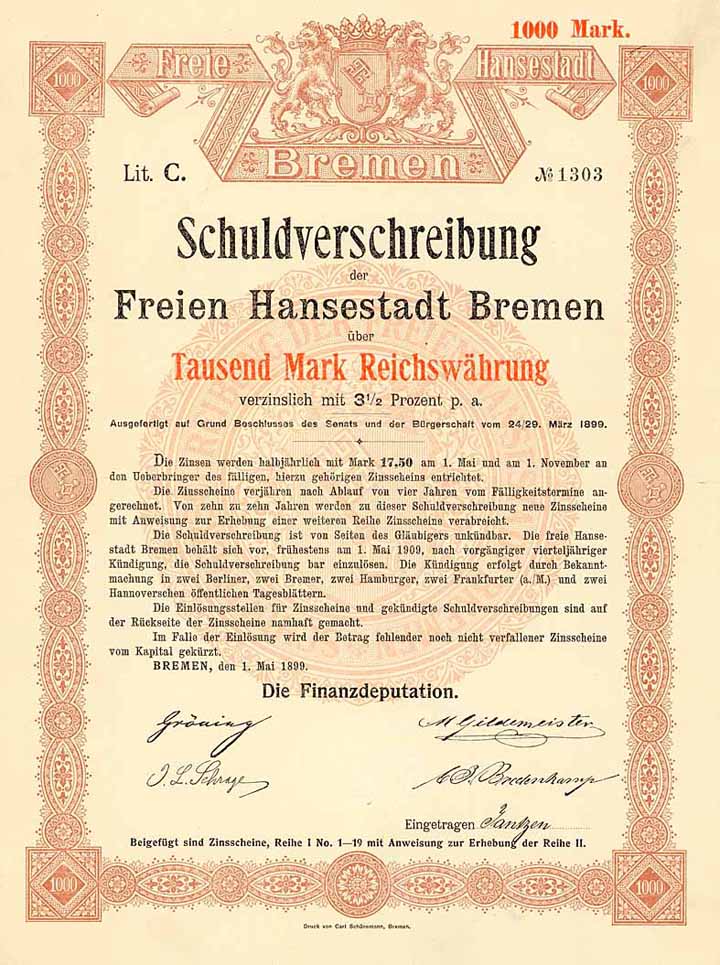 1000 Mark.
1000
Freie
Hansestadt
1000
Bremen
Lit. C.
№ 1303
Schuldverschreibung
der
Freien Hansestadt Bremen
über
Tausend Mark Reichswährung
verzinslich mit 3½ Prozent p. a.
Ausgefertigt auf Grund Beschlusses des Senats und der Bürgerschaft vom 24/29. März 1899.
Die Zinsen werden halbjährlich mit Mark 17,50 am 1. Mai und am 1. November an
den Ueberbringer des fälligen, hierzu gehörigen Zinsscheins entrichtet.
Die Zinsscheine verjähren nach Ablauf von vier Jahren vom Fälligkeitstermine an-
gerechnet. Von zehn zu zehn Jahren werden zu dieser Schuldverschreibung neue Zinsscheine
mit Anweisung zur Erhebung einer weiteren Reihe Zinsscheine verabreicht.
Die Schuldverschreibung ist von Seiten des Gläubigers unkündbar. Die freie Hanse-
stadt Bremen behält sich vor, frühestens am 1. Mai 1909, nach vorgängiger vierteljähriger
Kündigung, die Schuldverschreibung bar einzulösen. Die Kündigung erfolgt durch Bekannt-
machung in zwei Berliner, zwei Bremer, zwei Hamburger, zwei Frankfurter (a./M.) und zwei
Hannoverschen öffentlichen Tagesblättern.
Die Einlösungsstellen für Zinsscheine und gekündigte Schuldverschreibungen sind auf
der Rückseite der Zinsscheine namhaft gemacht.
Im Falle der Einlösung wird der Betrag fehlender noch nicht verfallener Zinsscheine
vom Kapital gekürzt.
BREMEN, den 1. Mai 1899.
Die Finanzdeputation.
Gröning
M Gildemeister
J. L. Schrage
Bredenkamp
Eingetragen Jantzen
Beigefügt sind Zinsscheine, Reihe I No. 1—19 mit Anweisung zur Erhebung der Reihe II.
1000
1000
Druck von Carl Schünemann, Bremen.